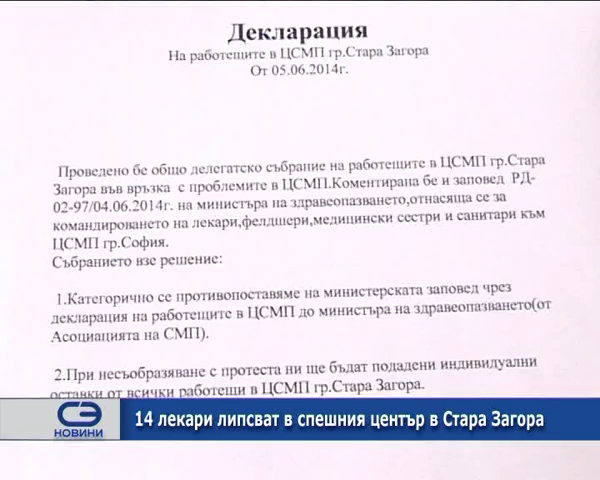 Декларация
На работещите в ЦСМП гр.Стара Загора
От 05.06.2014г.
Проведено бе общо делегатско събрание на работещите в ЦСМП гр.Стара
Загора във връзка с проблемите в ЦСМП.Коментирана бе и заповед РД-
02-97/04.06.2014г. на министъра на здравеопазването,отнасяща се за
командироването на лекари,фелдшери,медицински сестри и санитари към
ЦСМП гр.София.
Събранието взе решение:
1.Категорично се противопоставяме на министерската заповед чрез
декларация на работещите в ЦСМП до министъра на здравеопазването(от
Асоциацията на СМП).
2.При несъобразяване с протеста ни ще бъдат подадени индивидуални
оставки от всички работещи в ЦСМП гр.Стара Загора.
СЭ
НОВИНИ
14 лекари липсват в спешния център в Стара Загора